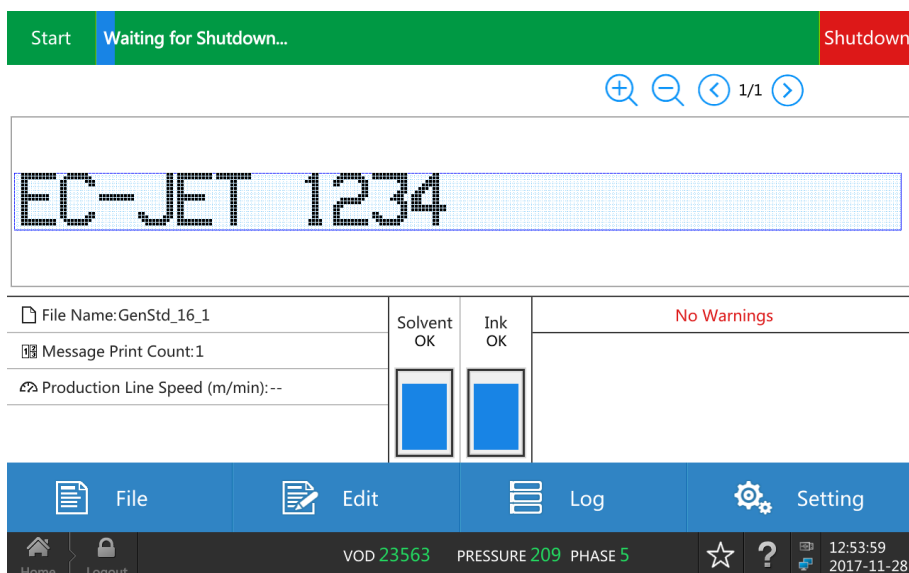 Start Waiting for Shutdown... Shutdown
1/1
EC-JET 1234
File Name:GenStd_16_1
Message Print Count:1
Production Line Speed (m/min):--
Solvent
OK
Ink
OK
No Warnings
File Edit Log Setting
Home Logout
VOD 23563 PRESSURE 209 PHASE 5
?
12:53:59
2017-11-28